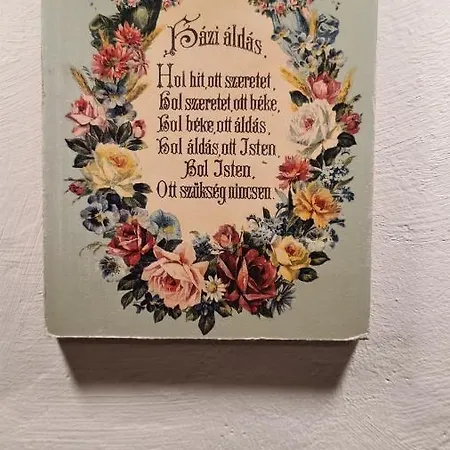 Házi áldás.
Hol hit, ott szeretet,
Hol szeretet, ott béke,
Hol béke, ott áldás,
Hol áldás, ott Isten,
Hol Isten,
Ott szükség nincsen.